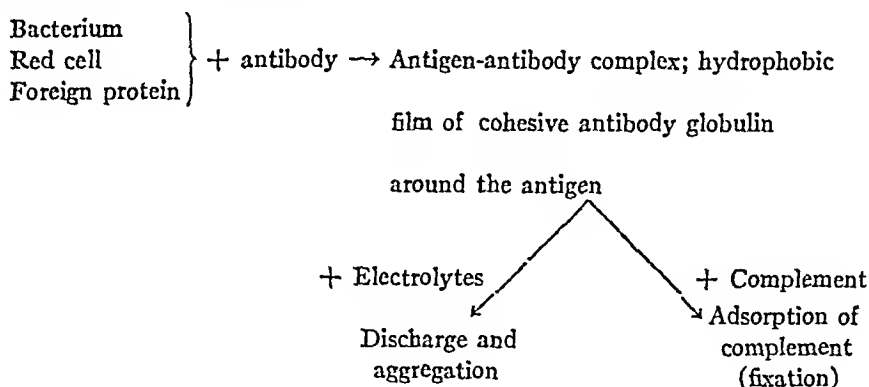 Bacterium
Red cell
Foreign protein
+ antibody → Antigen-antibody complex; hydrophobic
film of cohesive antibody globulin
around the antigen
+ Electrolytes
Discharge and
aggregation
+ Complement
Adsorption of
complement
(fixation)